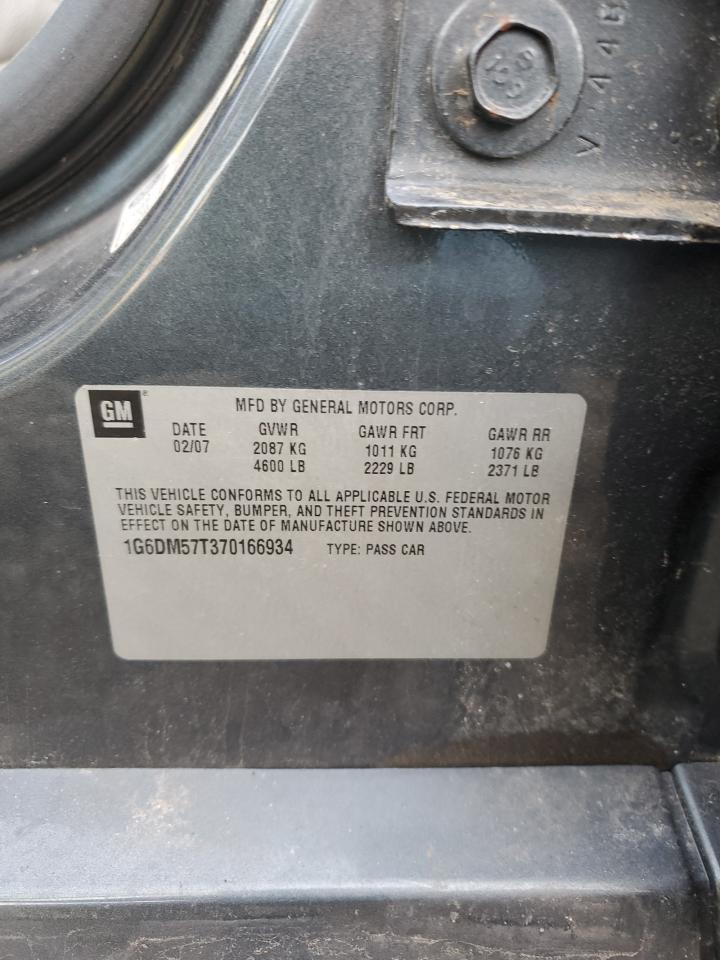 V 44
GM
MFD BY GENERAL MOTORS CORP.
DATE GVWR GAWR FRT GAWR RR
02/07 2087 KG 1011 KG 1076 KG
4600 LB 2229 LB 2371 LB
THIS VEHICLE CONFORMS TO ALL APPLICABLE U.S. FEDERAL MOTOR
VEHICLE SAFETY, BUMPER, AND THEFT PREVENTION STANDARDS IN
EFFECT ON THE DATE OF MANUFACTURE SHOWN ABOVE.
1G6DM57T370166934 TYPE: PASS CAR